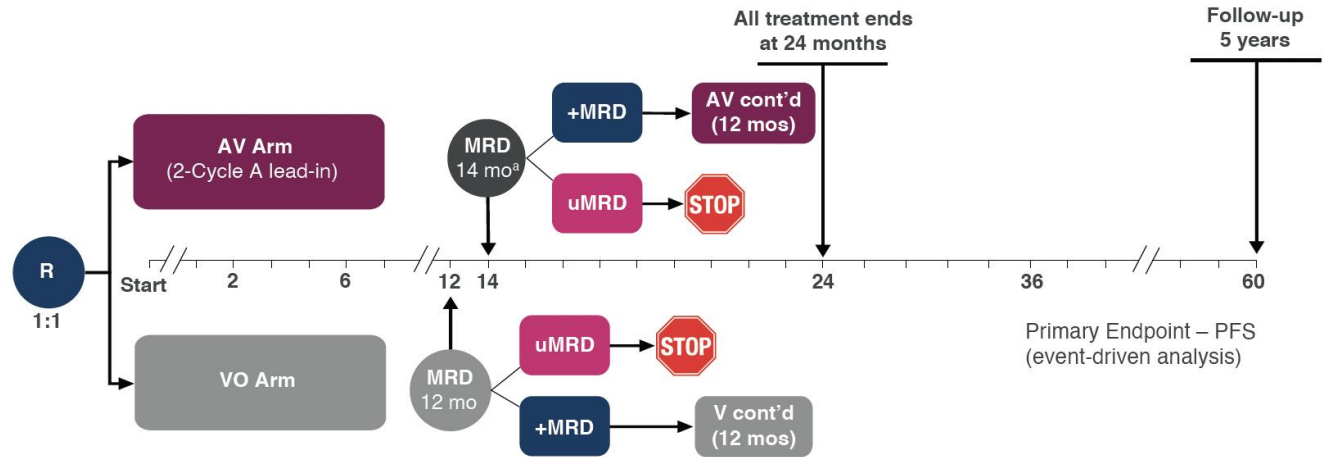 All treatment ends
at 24 months
Follow-up
5 years
AV Arm
(2-Cycle A lead-in)
MRD
14 moᵃ
+MRD
AV cont'd
(12 mos)
uMRD
STOP
R
1:1
Start
2
6
12
14
24
36
60
VO Arm
MRD
12 mo
uMRD
STOP
+MRD
V cont'd
(12 mos)
Primary Endpoint – PFS
(event-driven analysis)